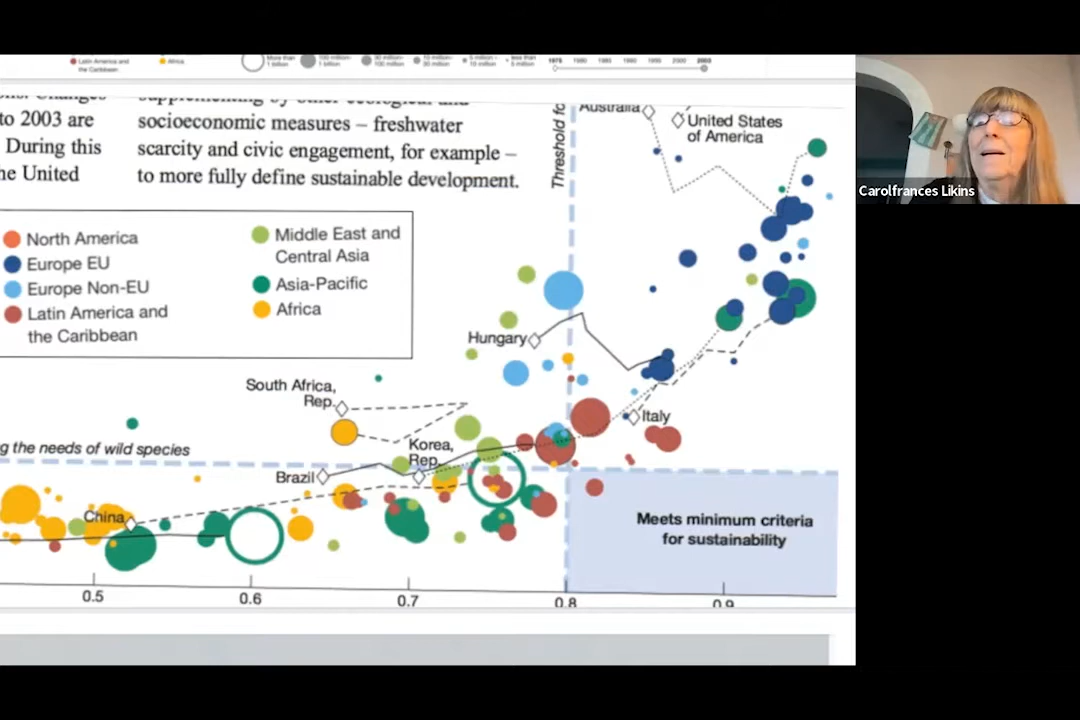 Latin America and
the Caribbean
Africa
More than
1 billion
100 million-
1 billion
30 million-
100 million
10 million-
30 million
5 million-
10 million
less than
5 million
1975 1980 1985 1990 1995 2000 2003
to 2003 are
During this
United
supplementing by other ecological and
socioeconomic measures – freshwater
scarcity and civic engagement, for example –
to more fully define sustainable development.
North America
Europe EU
Europe Non-EU
Latin America and
the Caribbean
Middle East and
Central Asia
Asia-Pacific
Africa
Threshold
Australia
United States
of America
Hungary
South Africa,
Rep.
Italy
the needs of wild species
Korea,
Rep.
Brazil
China
Meets minimum criteria
for sustainability
0.5 0.6 0.7 0.8 0.9
Carolfrances Likins